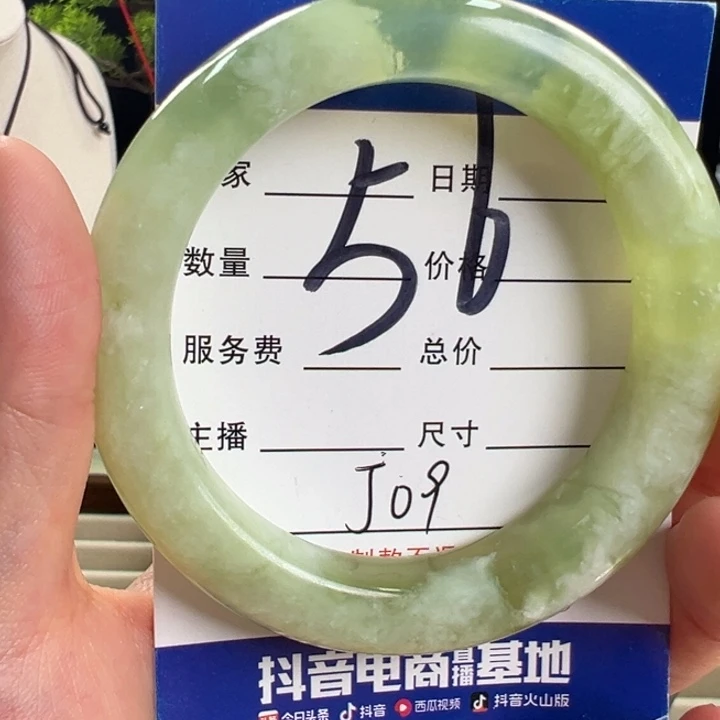 家 日期
56
数量 价格
服务费 总价
主播 尺寸
J09
抖音电商直播基地
今日头条 抖音 西瓜视频 抖音火山版